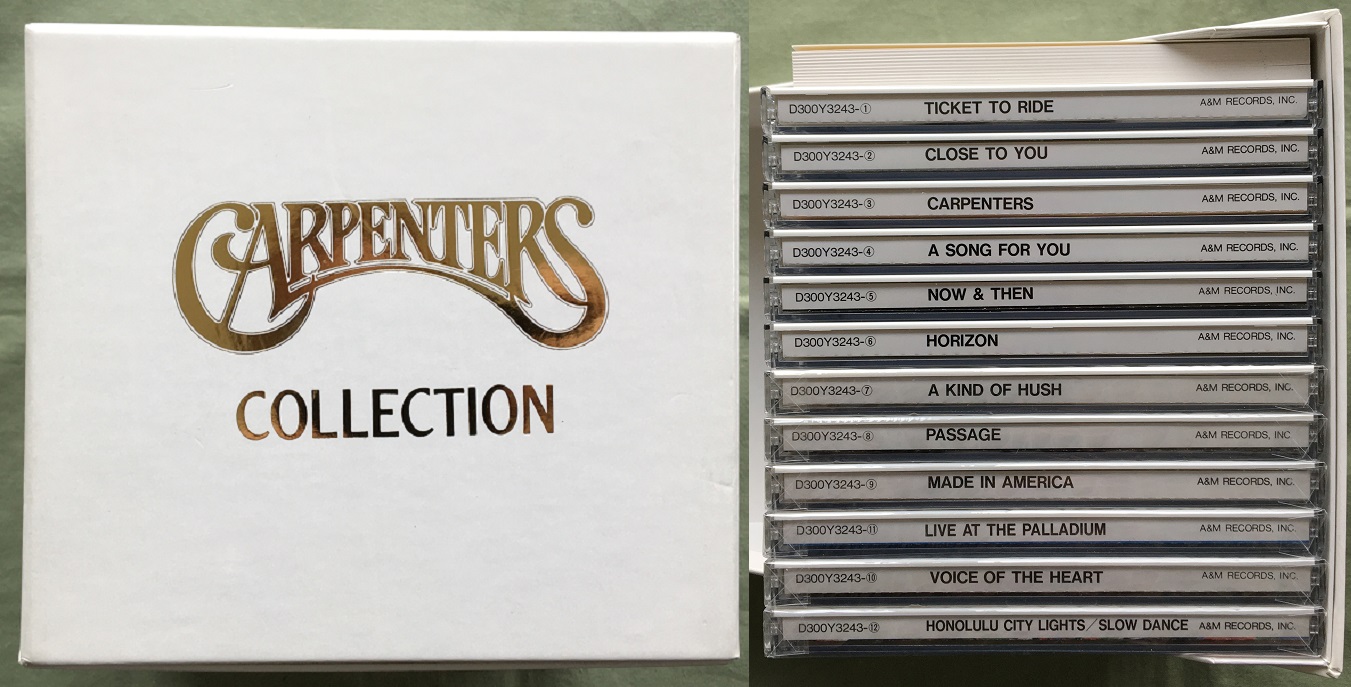 CARPENTERS
COLLECTION
D300Y3243-① TICKET TO RIDE A&M RECORDS, INC.
D300Y3243-② CLOSE TO YOU A&M RECORDS, INC.
D300Y3243-③ CARPENTERS A&M RECORDS, INC.
D300Y3243-④ A SONG FOR YOU A&M RECORDS, INC.
D300Y3243-⑤ NOW & THEN A&M RECORDS, INC.
D300Y3243-⑥ HORIZON A&M RECORDS, INC.
D300Y3243-⑦ A KIND OF HUSH A&M RECORDS, INC.
D300Y3243-⑧ PASSAGE A&M RECORDS, INC.
D300Y3243-⑨ MADE IN AMERICA A&M RECORDS, INC.
D300Y3243-⑪ LIVE AT THE PALLADIUM A&M RECORDS, INC.
D300Y3243-⑩ VOICE OF THE HEART A&M RECORDS, INC.
D300Y3243-⑫ HONOLULU CITY LIGHTS／SLOW DANCE A&M RECORDS, INC.